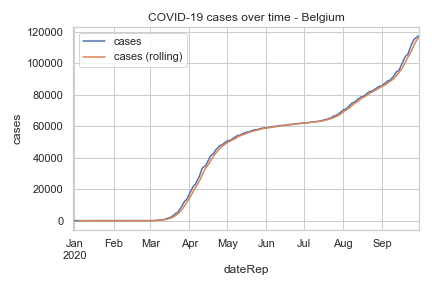 COVID-19 cases over time - Belgium
cases
cases (rolling)
120000
100000
80000
60000
40000
20000
0
cases
Jan Feb Mar Apr May Jun Jul Aug Sep
2020
dateRep